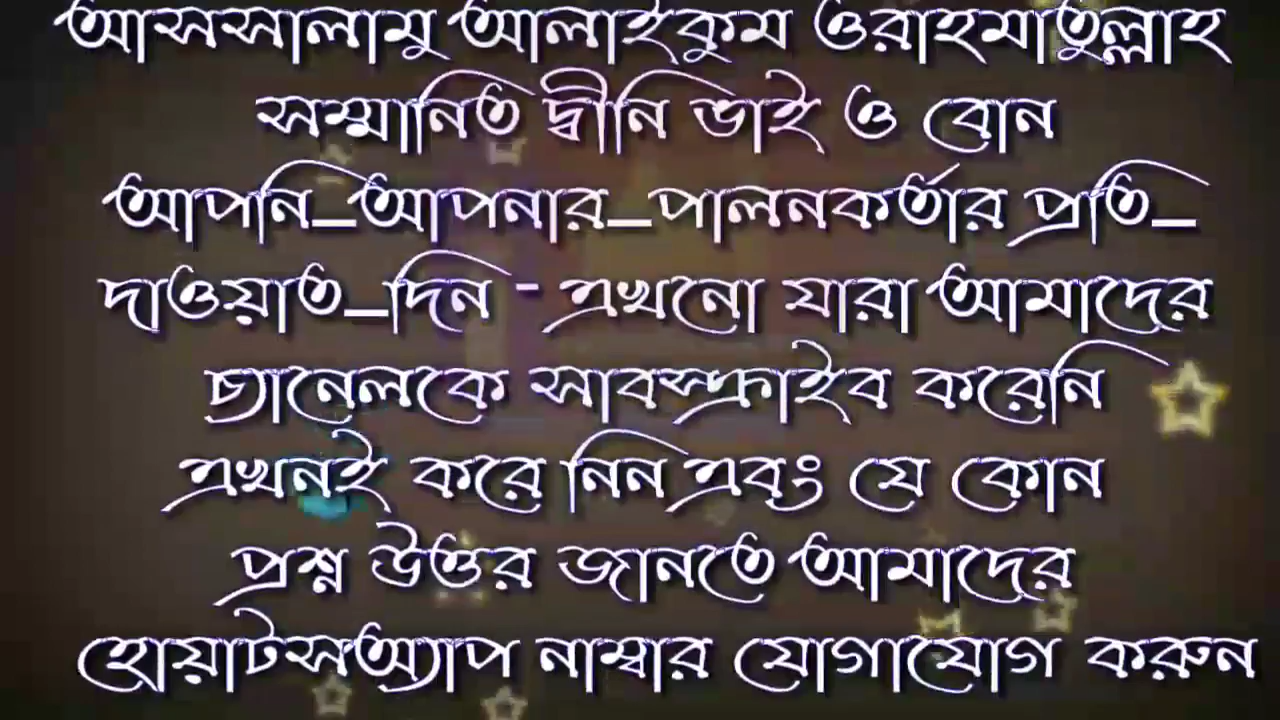 আসসালামু আলাইকুম ওরাহমাতুল্লাহ
সম্মানিত দ্বীনি ভাই ও বোন
আপনি_আপনার_পালনকর্তার প্রতি_
দাওয়াত_দিন - এখনো যারা আমাদের
চ্যানেলকে সাবস্ক্রাইব করেনি
এখনই করে নিন এবং যে কোন
প্রশ্ন উত্তর জানতে আমাদের
হোয়াটসঅ্যাপ নাম্বার যোগাযোগ করুন